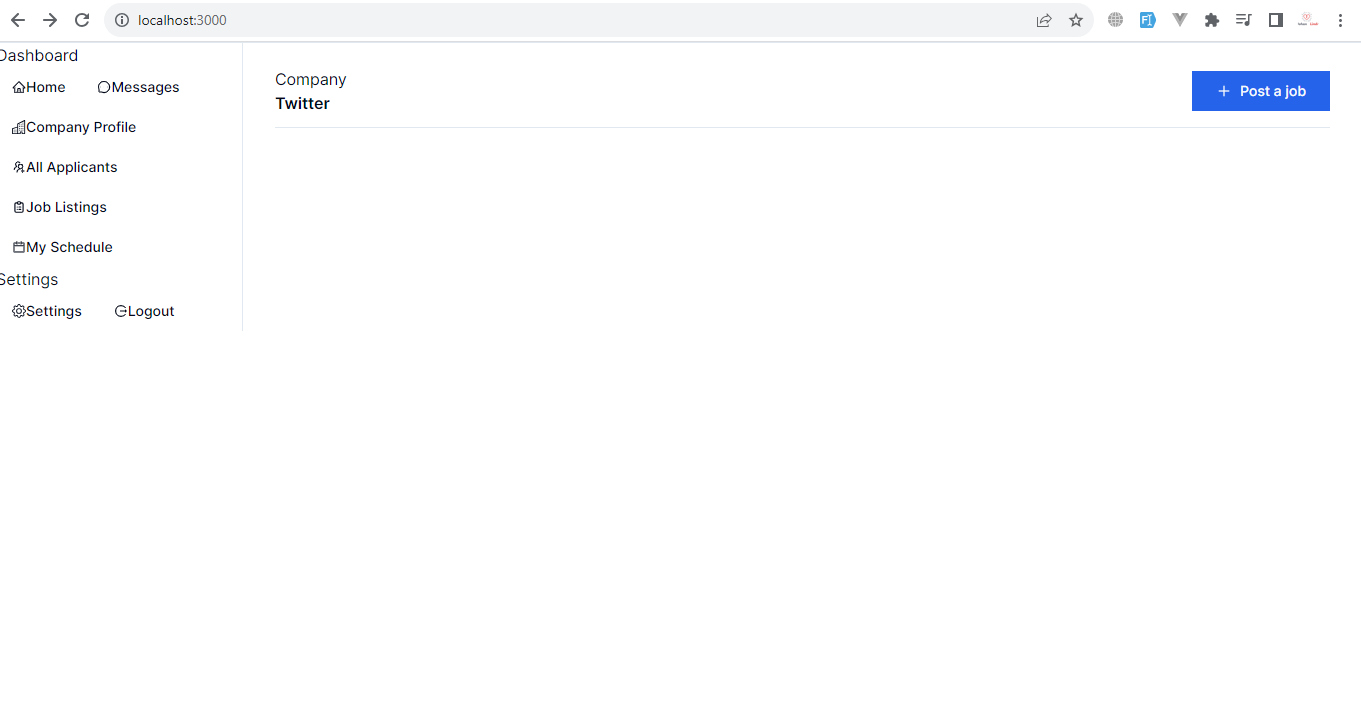 localhost:3000
Dashboard
Home Messages
Company Profile
All Applicants
Job Listings
My Schedule
Settings
Settings Logout
Company
Twitter
+ Post a job